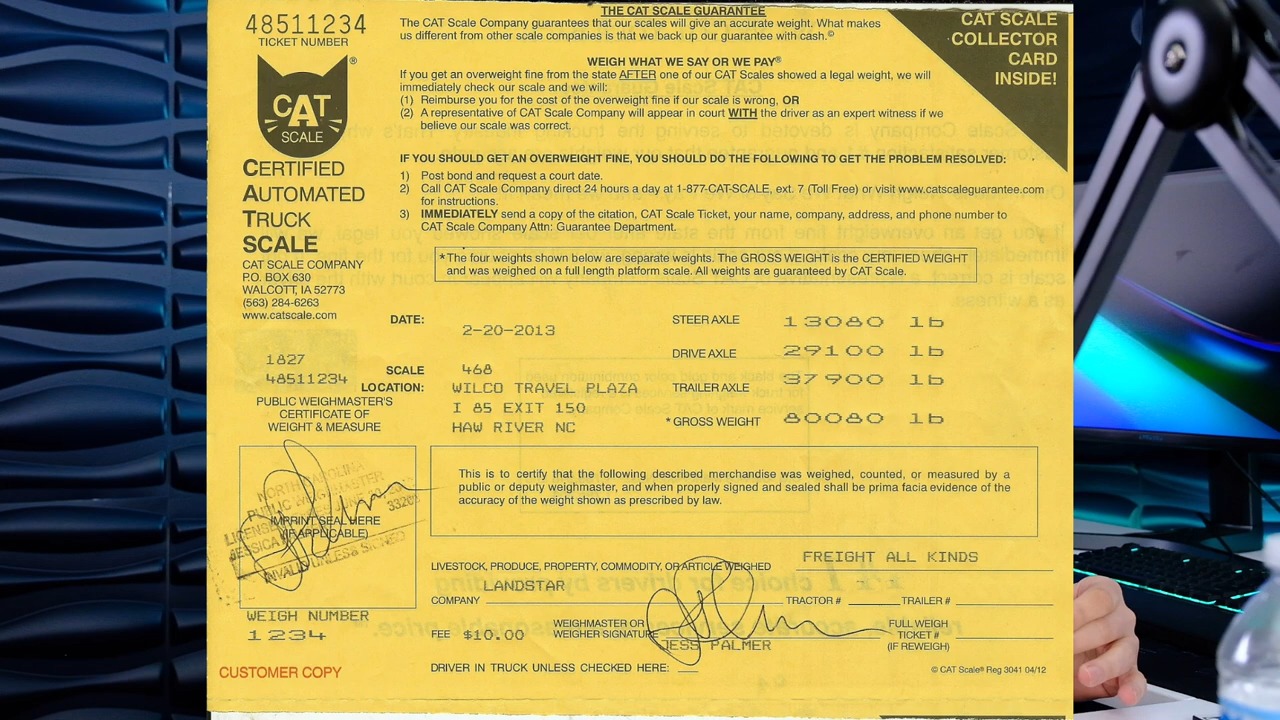 48511234
TICKET NUMBER
CAT
SCALE
®
CERTIFIED
AUTOMATED
TRUCK
SCALE
CAT SCALE COMPANY
P.O. BOX 630
WALCOTT, IA 52773
(563) 284-6263
www.catscale.com
THE CAT SCALE GUARANTEE
The CAT Scale Company guarantees that our scales will give an accurate weight. What makes
us different from other scale companies is that we back up our guarantee with cash.©
WEIGH WHAT WE SAY OR WE PAY®
If you get an overweight fine from the state AFTER one of our CAT Scales showed a legal weight, we will
immediately check our scale and we will:
(1) Reimburse you for the cost of the overweight fine if our scale is wrong, OR
(2) A representative of CAT Scale Company will appear in court WITH the driver as an expert witness if we
believe our scale was correct.
IF YOU SHOULD GET AN OVERWEIGHT FINE, YOU SHOULD DO THE FOLLOWING TO GET THE PROBLEM RESOLVED:
1) Post bond and request a court date.
2) Call CAT Scale Company direct 24 hours a day at 1-877-CAT-SCALE, ext. 7 (Toll Free) or visit www.catscaleguarantee.com
for instructions.
3) IMMEDIATELY send a copy of the citation, CAT Scale Ticket, your name, company, address, and phone number to
CAT Scale Company Attn: Guarantee Department.
*The four weights shown below are separate weights. The GROSS WEIGHT is the CERTIFIED WEIGHT
and was weighed on a full length platform scale. All weights are guaranteed by CAT Scale.
CAT SCALE
COLLECTOR
CARD
INSIDE!
DATE: 2-20-2013
SCALE 468
LOCATION: WILCO TRAVEL PLAZA
I 85 EXIT 150
HAW RIVER NC
STEER AXLE 13080 lb
DRIVE AXLE 29100 lb
TRAILER AXLE 37900 lb
*GROSS WEIGHT 80080 lb
1827
48511234
PUBLIC WEIGHMASTER'S
CERTIFICATE OF
WEIGHT & MEASURE
NORTH CAROLINA
PUBLIC WEIGHMASTER
33203
IMPRINT SEAL HERE
(IF APPLICABLE)
JESSICA
INVALID UNLESS SIGNED
This is to certify that the following described merchandise was weighed, counted, or measured by a
public or deputy weighmaster, and when properly signed and sealed shall be prima facia evidence of the
accuracy of the weight shown as prescribed by law.
LIVESTOCK, PRODUCE, PROPERTY, COMMODITY, OR ARTICLE WEIGHED FREIGHT ALL KINDS
COMPANY LANDSTAR TRACTOR # TRAILER #
WEIGH NUMBER
1234
FEE $10.00
WEIGHMASTER OR
WEIGHER SIGNATURE
JESS PALMER
FULL WEIGH
TICKET #
(IF REWEIGH)
DRIVER IN TRUCK UNLESS CHECKED HERE:
CUSTOMER COPY
© CAT Scale® Reg 3041 04/12